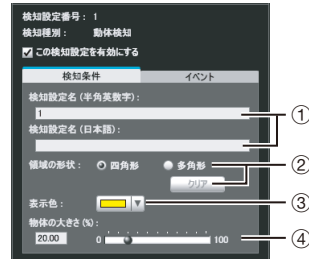 検知設定番号： 1
検知種別： 動体検知
この検知設定を有効にする
検知条件 イベント
検知設定名 (半角英数字)：
1
①
検知設定名 (日本語)：
領域の形状： 四角形 多角形
②
クリア
表示色：
③
物体の大きさ (%)：
20.00 0 100
④